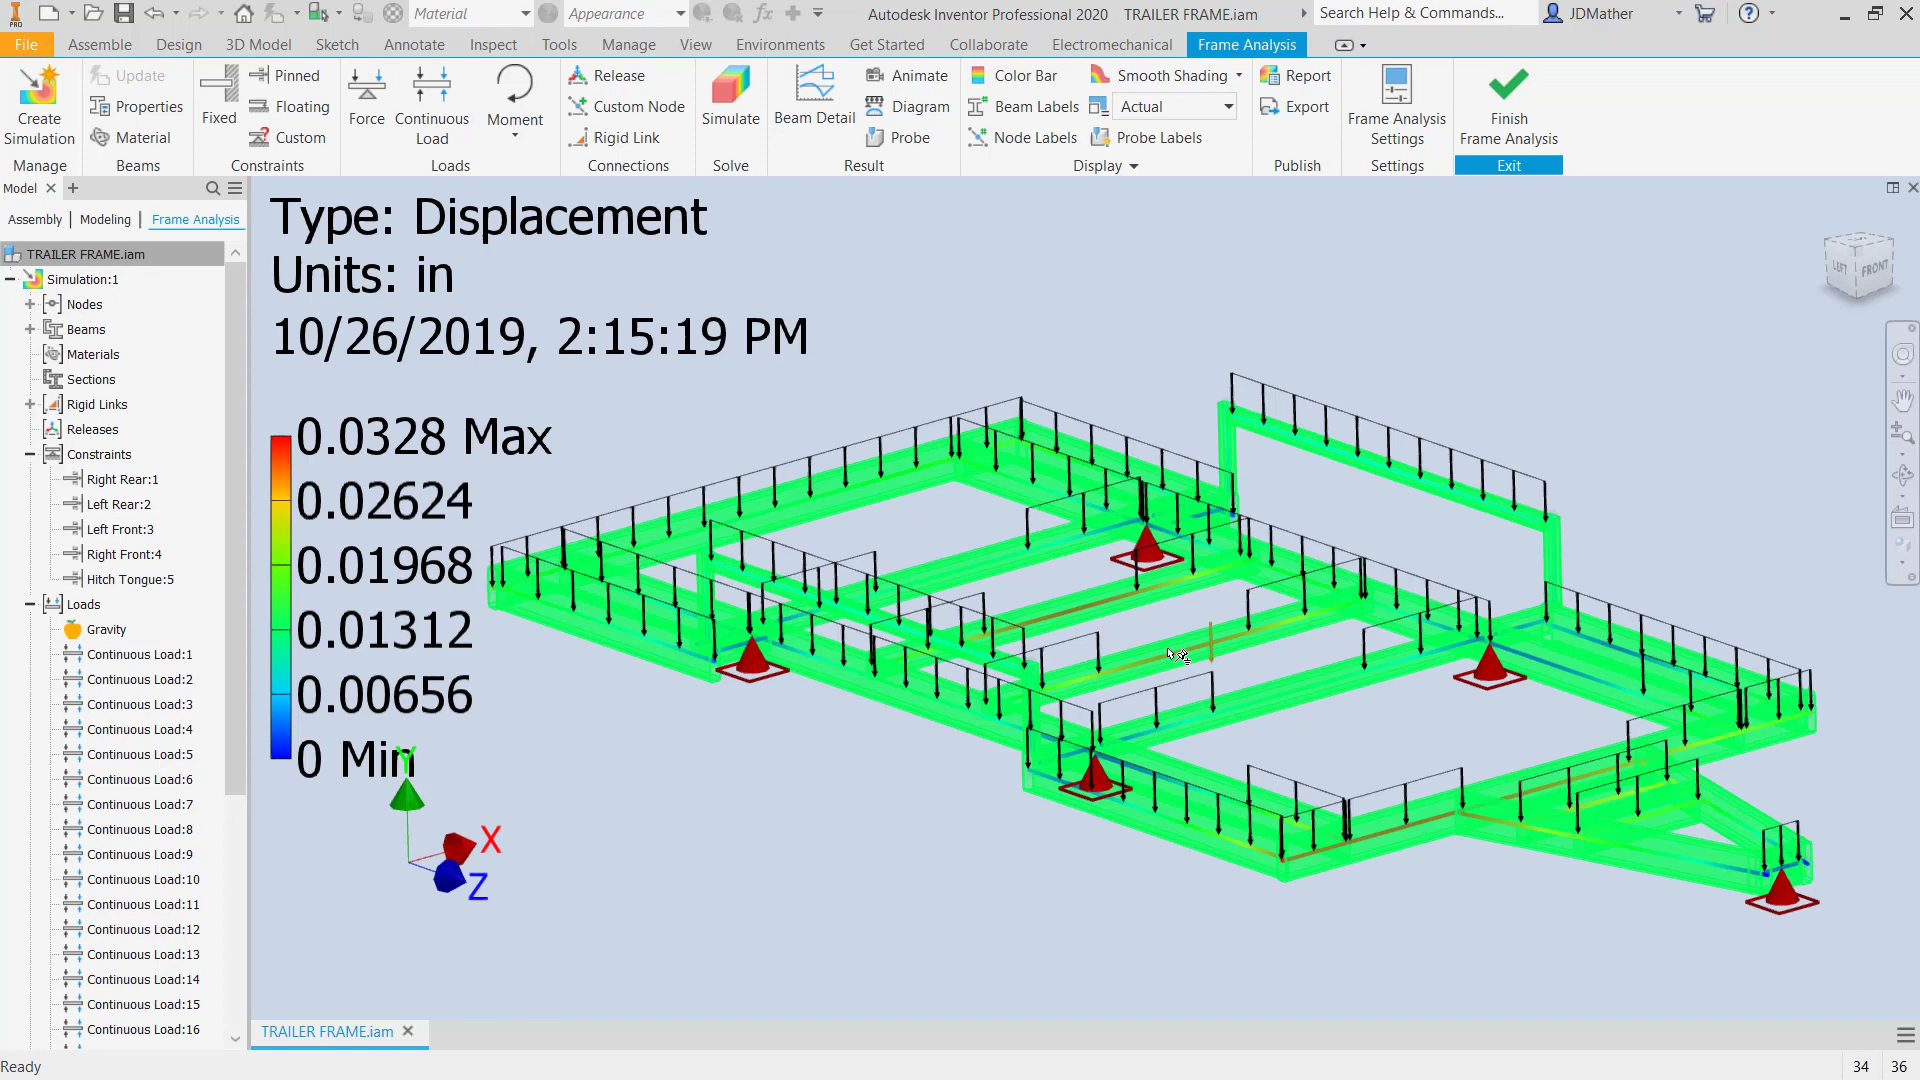 PRO
Material
Appearance
fx
Autodesk Inventor Professional 2020 TRAILER FRAME.iam
Search Help & Commands...
JDMather
File Assemble Design 3D Model Sketch Annotate Inspect Tools Manage View Environments Get Started Collaborate Electromechanical Frame Analysis
Create Simulation
Manage
Update
Properties
Material
Beams
Fixed
Pinned
Floating
Custom
Constraints
Force
Continuous Load
Moment
Loads
Release
Custom Node
Rigid Link
Connections
Simulate
Solve
Beam Detail
Animate
Diagram
Probe
Result
Color Bar
Beam Labels
Node Labels
Smooth Shading
Actual
Probe Labels
Display
Report
Export
Publish
Frame Analysis Settings
Settings
Finish Frame Analysis
Exit
Model
Assembly Modeling Frame Analysis
TRAILER FRAME.iam
Simulation:1
Nodes
Beams
Materials
Sections
Rigid Links
Releases
Constraints
Right Rear:1
Left Rear:2
Left Front:3
Right Front:4
Hitch Tongue:5
Loads
Gravity
Continuous Load:1
Continuous Load:2
Continuous Load:3
Continuous Load:4
Continuous Load:5
Continuous Load:6
Continuous Load:7
Continuous Load:8
Continuous Load:9
Continuous Load:10
Continuous Load:11
Continuous Load:12
Continuous Load:13
Continuous Load:14
Continuous Load:15
Continuous Load:16
Type: Displacement
Units: in
10/26/2019, 2:15:19 PM
0.0328 Max
0.02624
0.01968
0.01312
0.00656
0 Min
Y
X
Z
LEFT FRONT
TRAILER FRAME.iam
Ready
34 36